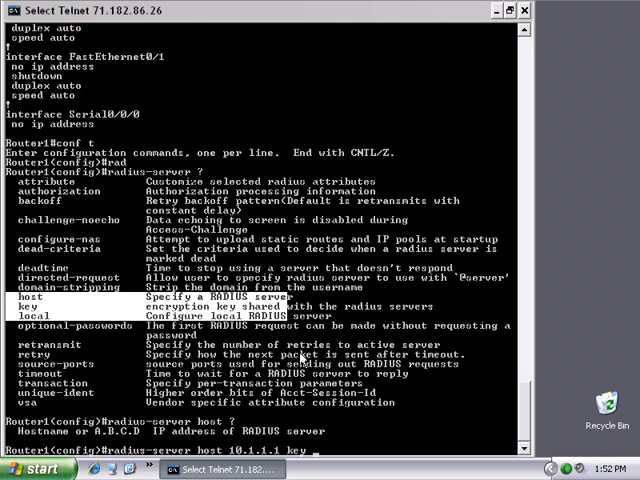 Select Telnet 71.182.86.26
duplex auto
speed auto
!
interface FastEthernet0/1
no ip address
shutdown
duplex auto
speed auto
!
interface Serial0/0/0
no ip address
Router1#conf t
Enter configuration commands, one per line.  End with CNTL/Z.
Router1(config)#rad
Router1(config)#radius-server ?
attribute Customize selected radius attributes
authorization Authorization processing information
backoff Retry backoff pattern(Default is retransmits with
constant delay)
challenge-noecho Data echoing to screen is disabled during
Access-Challenge
configure-nas Attempt to upload static routes and IP pools at startup
dead-criteria Set the criteria used to decide when a radius server is
marked dead
deadtime Time to stop using a server that doesn't respond
directed-request Allow user to specify radius server to use with `@server'
domain-stripping Strip the domain from the username
host Specify a RADIUS server
key encryption key shared with the radius servers
local Configure local RADIUS server
optional-passwords The first RADIUS request can be made without requesting a
password
retransmit Specify the number of retries to active server
retry Specify how the next packet is sent after timeout.
source-ports source ports used for sending out RADIUS requests
timeout Time to wait for a RADIUS server to reply
transaction Specify per-transaction parameters
unique-ident Higher order bits of Acct-Session-Id
vsa Vendor specific attribute configuration
Router1(config)#radius-server host ?
Hostname or A.B.C.D  IP address of RADIUS server
Router1(config)#radius-server host 10.1.1.1 key _
Recycle Bin
start
Select Telnet 71.182....
1:52 PM